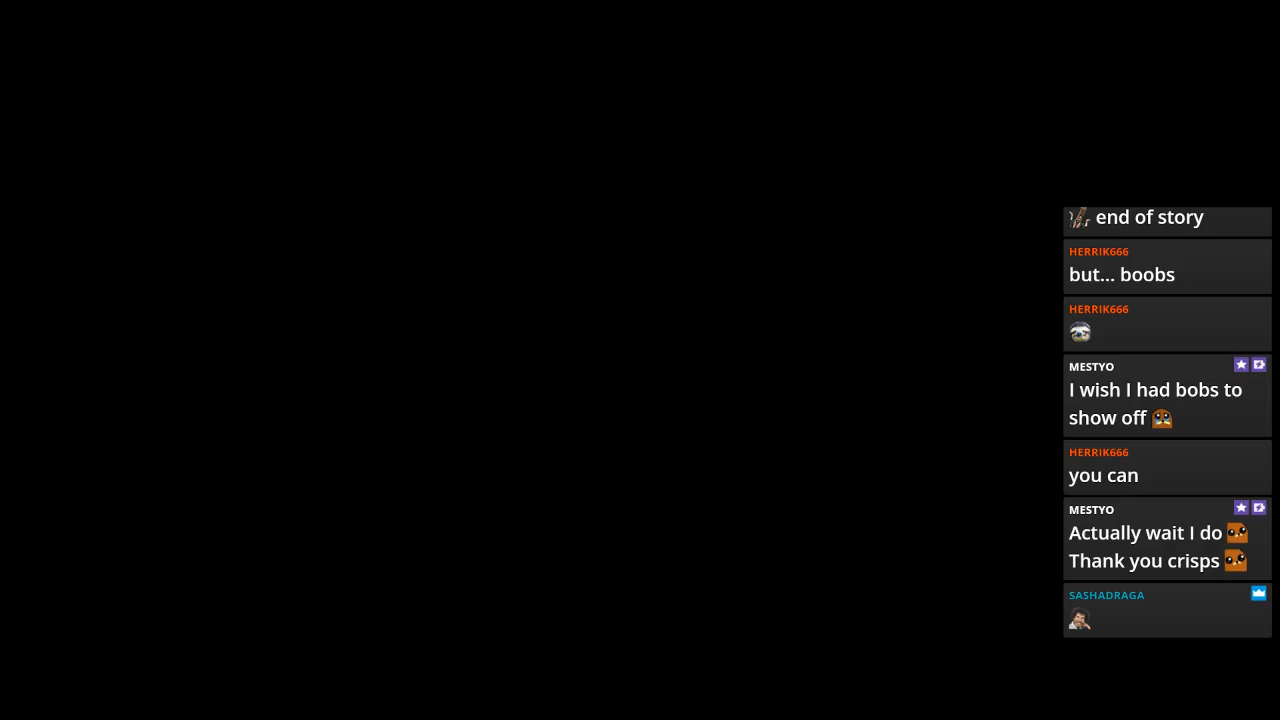 end of story
HERRIK666
but... boobs
HERRIK666
MESTYO
I wish I had bobs to
show off
HERRIK666
you can
MESTYO
Actually wait I do
Thank you crisps
SASHADRAGA